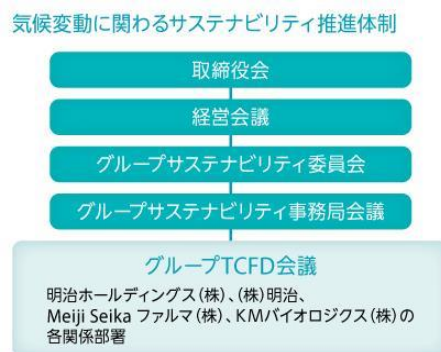 気候変動に関わるサステナビリティ推進体制
取締役会
経営会議
グループサステナビリティ委員会
グループサステナビリティ事務局会議
グループTCFD会議
明治ホールディングス(株)、(株)明治、
Meiji Seika ファルマ(株)、KMバイオロジクス(株)の
各関係部署